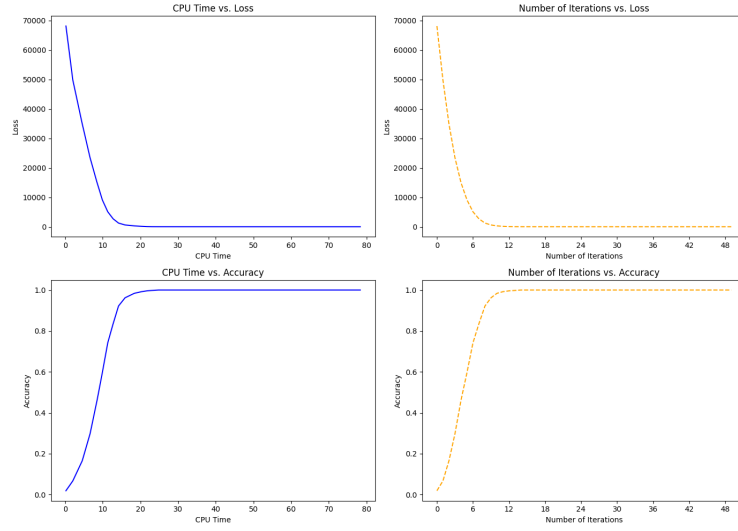 CPU Time vs. Loss
70000
60000
50000
40000
30000
20000
10000
0
Loss
0 10 20 30 40 50 60 70 80
CPU Time
Number of Iterations vs. Loss
70000
60000
50000
40000
30000
20000
10000
0
Loss
0 6 12 18 24 30 36 42 48
Number of Iterations
CPU Time vs. Accuracy
1.0
0.8
0.6
0.4
0.2
0.0
Accuracy
0 10 20 30 40 50 60 70 80
CPU Time
Number of Iterations vs. Accuracy
1.0
0.8
0.6
0.4
0.2
0.0
Accuracy
0 6 12 18 24 30 36 42 48
Number of Iterations